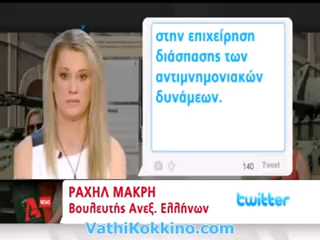 στην επιχείρηση
διάσπασης των
αντιμνημονιακών
δυνάμεων.
140 Tweet
ΡΑΧΗΛ ΜΑΚΡΗ
Βουλευτής Ανεξ. Ελλήνων
twitter
VathiKokkino.com